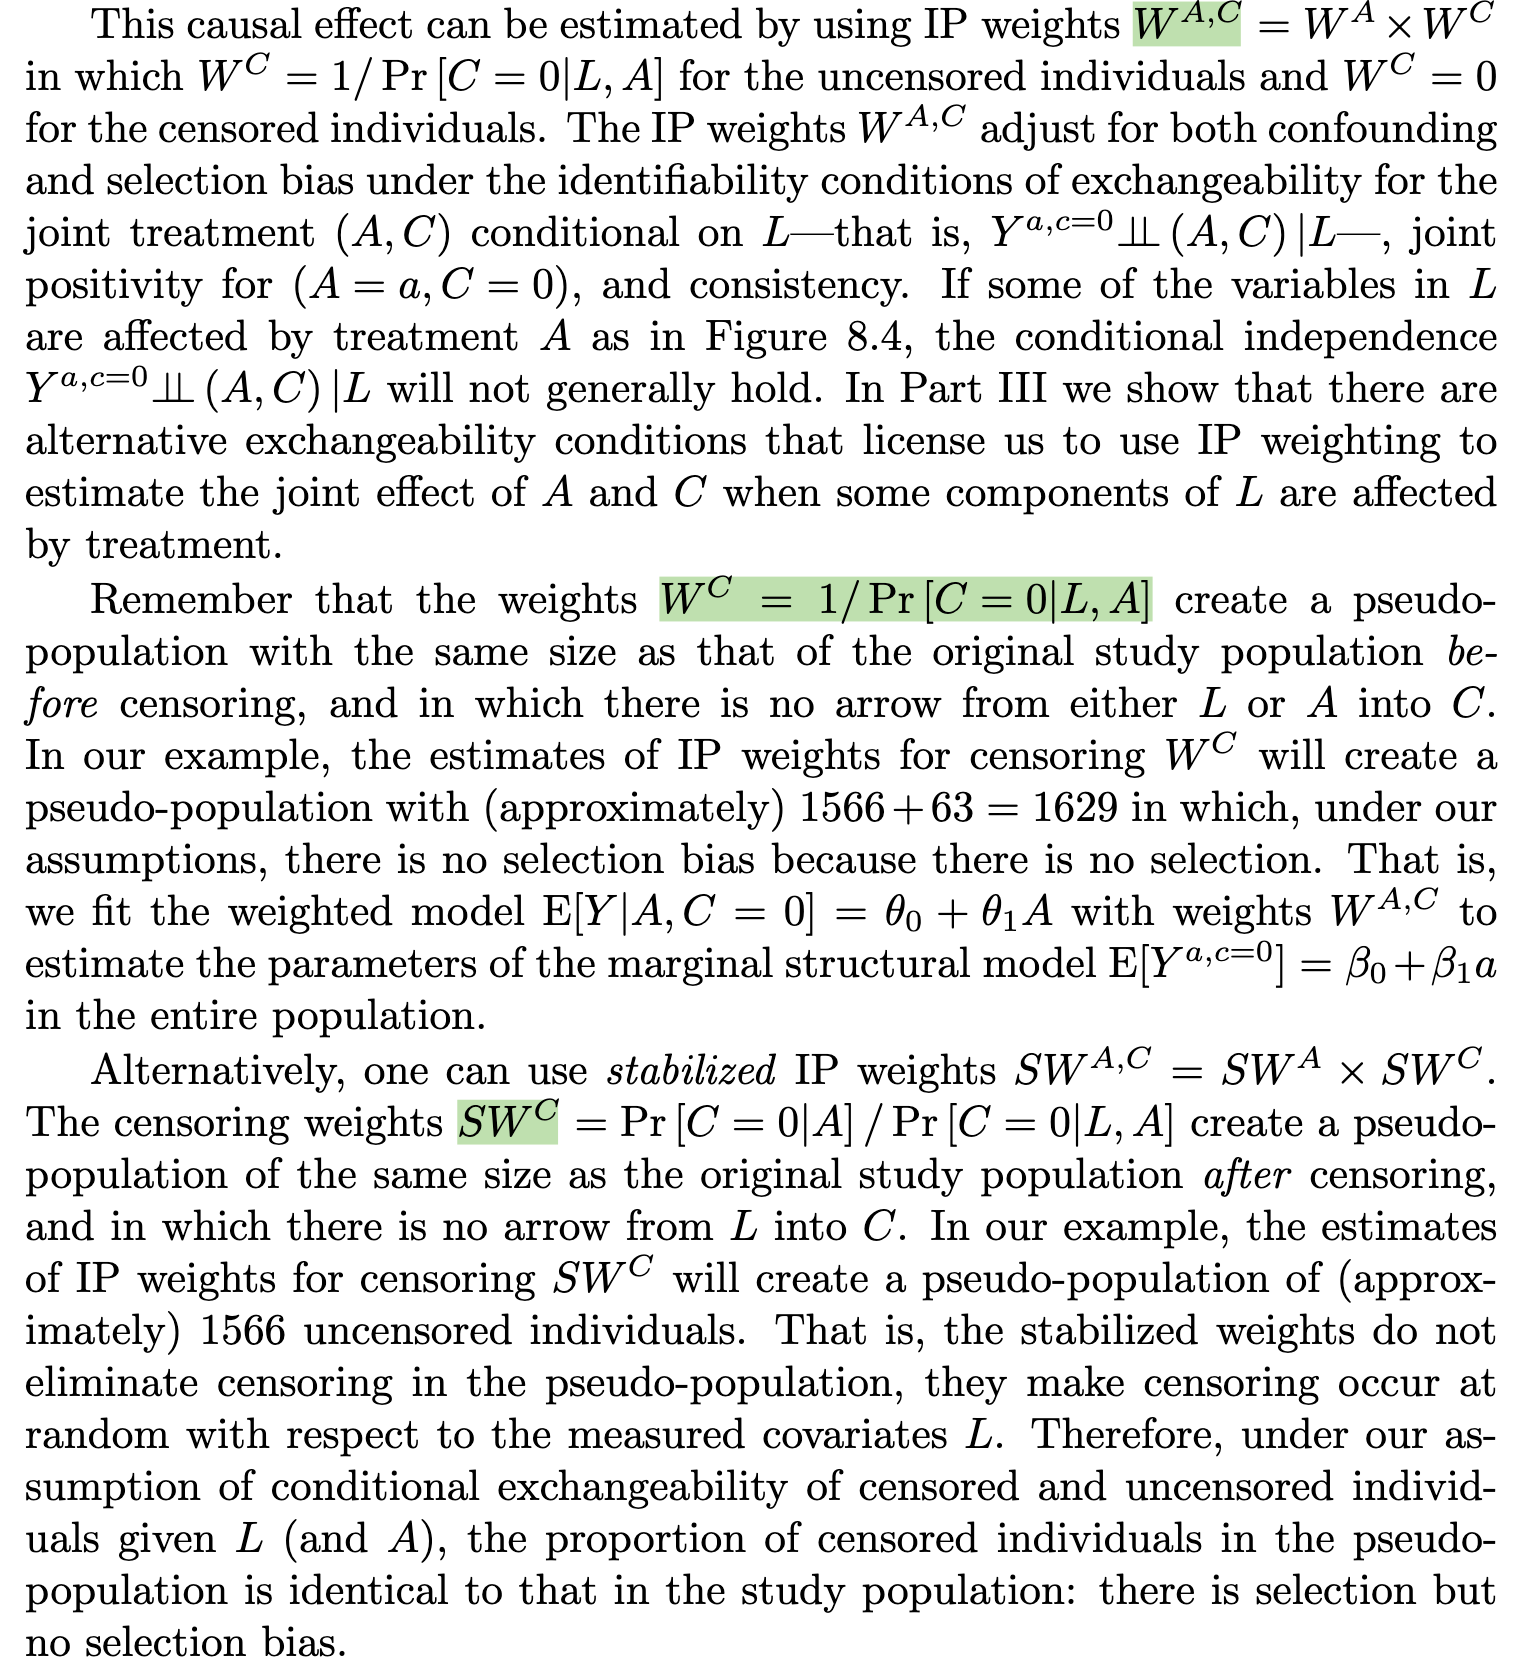 This causal effect can be estimated by using IP weights W^{A,C} = W^A × W^C
in which W^C = 1/ Pr [C = 0|L, A] for the uncensored individuals and W^C = 0
for the censored individuals. The IP weights W^{A,C} adjust for both confounding
and selection bias under the identifiability conditions of exchangeability for the
joint treatment (A, C) conditional on L—that is, Y^{a,c=0} ⫫ (A, C) |L—, joint
positivity for (A = a, C = 0), and consistency. If some of the variables in L
are affected by treatment A as in Figure 8.4, the conditional independence
Y^{a,c=0} ⫫ (A, C) |L will not generally hold. In Part III we show that there are
alternative exchangeability conditions that license us to use IP weighting to
estimate the joint effect of A and C when some components of L are affected
by treatment.
Remember that the weights W^C = 1/ Pr [C = 0|L, A] create a pseudo-
population with the same size as that of the original study population be-
fore censoring, and in which there is no arrow from either L or A into C.
In our example, the estimates of IP weights for censoring W^C will create a
pseudo-population with (approximately) 1566 + 63 = 1629 in which, under our
assumptions, there is no selection bias because there is no selection. That is,
we fit the weighted model E[Y|A, C = 0] = θ₀ + θ₁A with weights W^{A,C} to
estimate the parameters of the marginal structural model E[Y^{a,c=0}] = β₀ + β₁a
in the entire population.
Alternatively, one can use stabilized IP weights SW^{A,C} = SW^A × SW^C.
The censoring weights SW^C = Pr [C = 0|A] / Pr [C = 0|L, A] create a pseudo-
population of the same size as the original study population after censoring,
and in which there is no arrow from L into C. In our example, the estimates
of IP weights for censoring SW^C will create a pseudo-population of (approx-
imately) 1566 uncensored individuals. That is, the stabilized weights do not
eliminate censoring in the pseudo-population, they make censoring occur at
random with respect to the measured covariates L. Therefore, under our as-
sumption of conditional exchangeability of censored and uncensored individ-
uals given L (and A), the proportion of censored individuals in the pseudo-
population is identical to that in the study population: there is selection but
no selection bias.